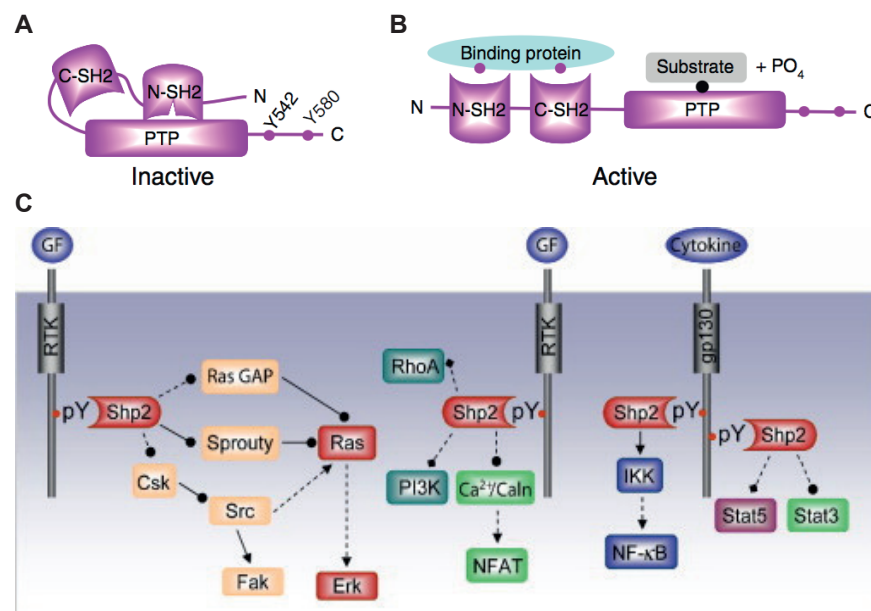 A
C-SH2
N-SH2
N
Y542
Y580
PTP
C
Inactive
B
Binding protein
Substrate
+ PO4
N
N-SH2
C-SH2
PTP
C
Active
C
GF
GF
Cytokine
RTK
RTK
gp130
Ras GAP
RhoA
pY Shp2
Shp2 pY
Shp2 pY
pY Shp2
Sprouty
Ras
Csk
PI3K
Ca2+/Caln
IKK
Src
Stat5
Stat3
Fak
Erk
NFAT
NF-κB